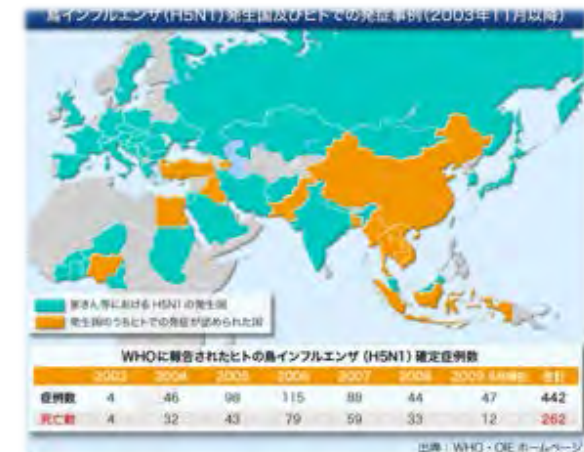 鳥インフルエンザ(H5N1)発生国及びヒトでの発症事例(2003年11月以降)
家きん等における H5N1 の発生国
発生国のうちヒトでの発症が認められた国
WHOに報告されたヒトの鳥インフルエンザ (H5N1) 確定症例数
2003 2004 2005 2006 2007 2008 2009 合計
症例数 4 46 98 115 88 44 47 442
死亡数 4 32 43 79 59 33 12 262
出典:WHO・OIE ホームページ